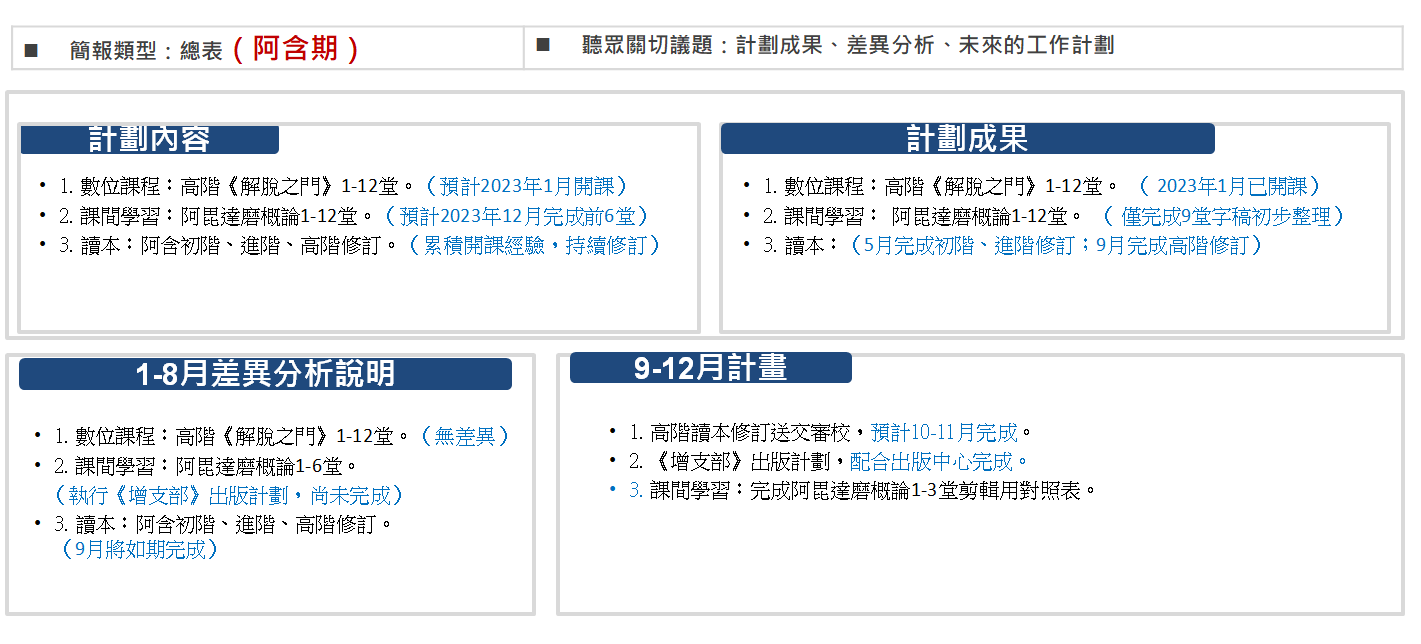 ■ 簡報類型：總表（阿含期）
■ 聽眾關切議題：計劃成果、差異分析、未來的工作計劃
計劃內容
• 1. 數位課程：高階《解脫之門》1-12堂。（預計2023年1月開課）
• 2. 課間學習：阿毘達磨概論1-12堂。（預計2023年12月完成前6堂）
• 3. 讀本：阿含初階、進階、高階修訂。（累積開課經驗，持續修訂）
計劃成果
• 1. 數位課程：高階《解脫之門》1-12堂。（ 2023年1月已開課）
• 2. 課間學習： 阿毘達磨概論1-12堂。（ 僅完成9堂字稿初步整理）
• 3. 讀本：（5月完成初階、進階修訂；9月完成高階修訂）
1-8月差異分析說明
• 1. 數位課程：高階《解脫之門》1-12堂。（無差異）
• 2. 課間學習：阿毘達磨概論1-6堂。
（執行《增支部》出版計劃，尚未完成）
• 3. 讀本：阿含初階、進階、高階修訂。
（9月將如期完成）
9-12月計畫
• 1. 高階讀本修訂送交審校，預計10-11月完成。
• 2. 《增支部》出版計劃，配合出版中心完成。
• 3. 課間學習：完成阿毘達磨概論1-3堂剪輯用對照表。